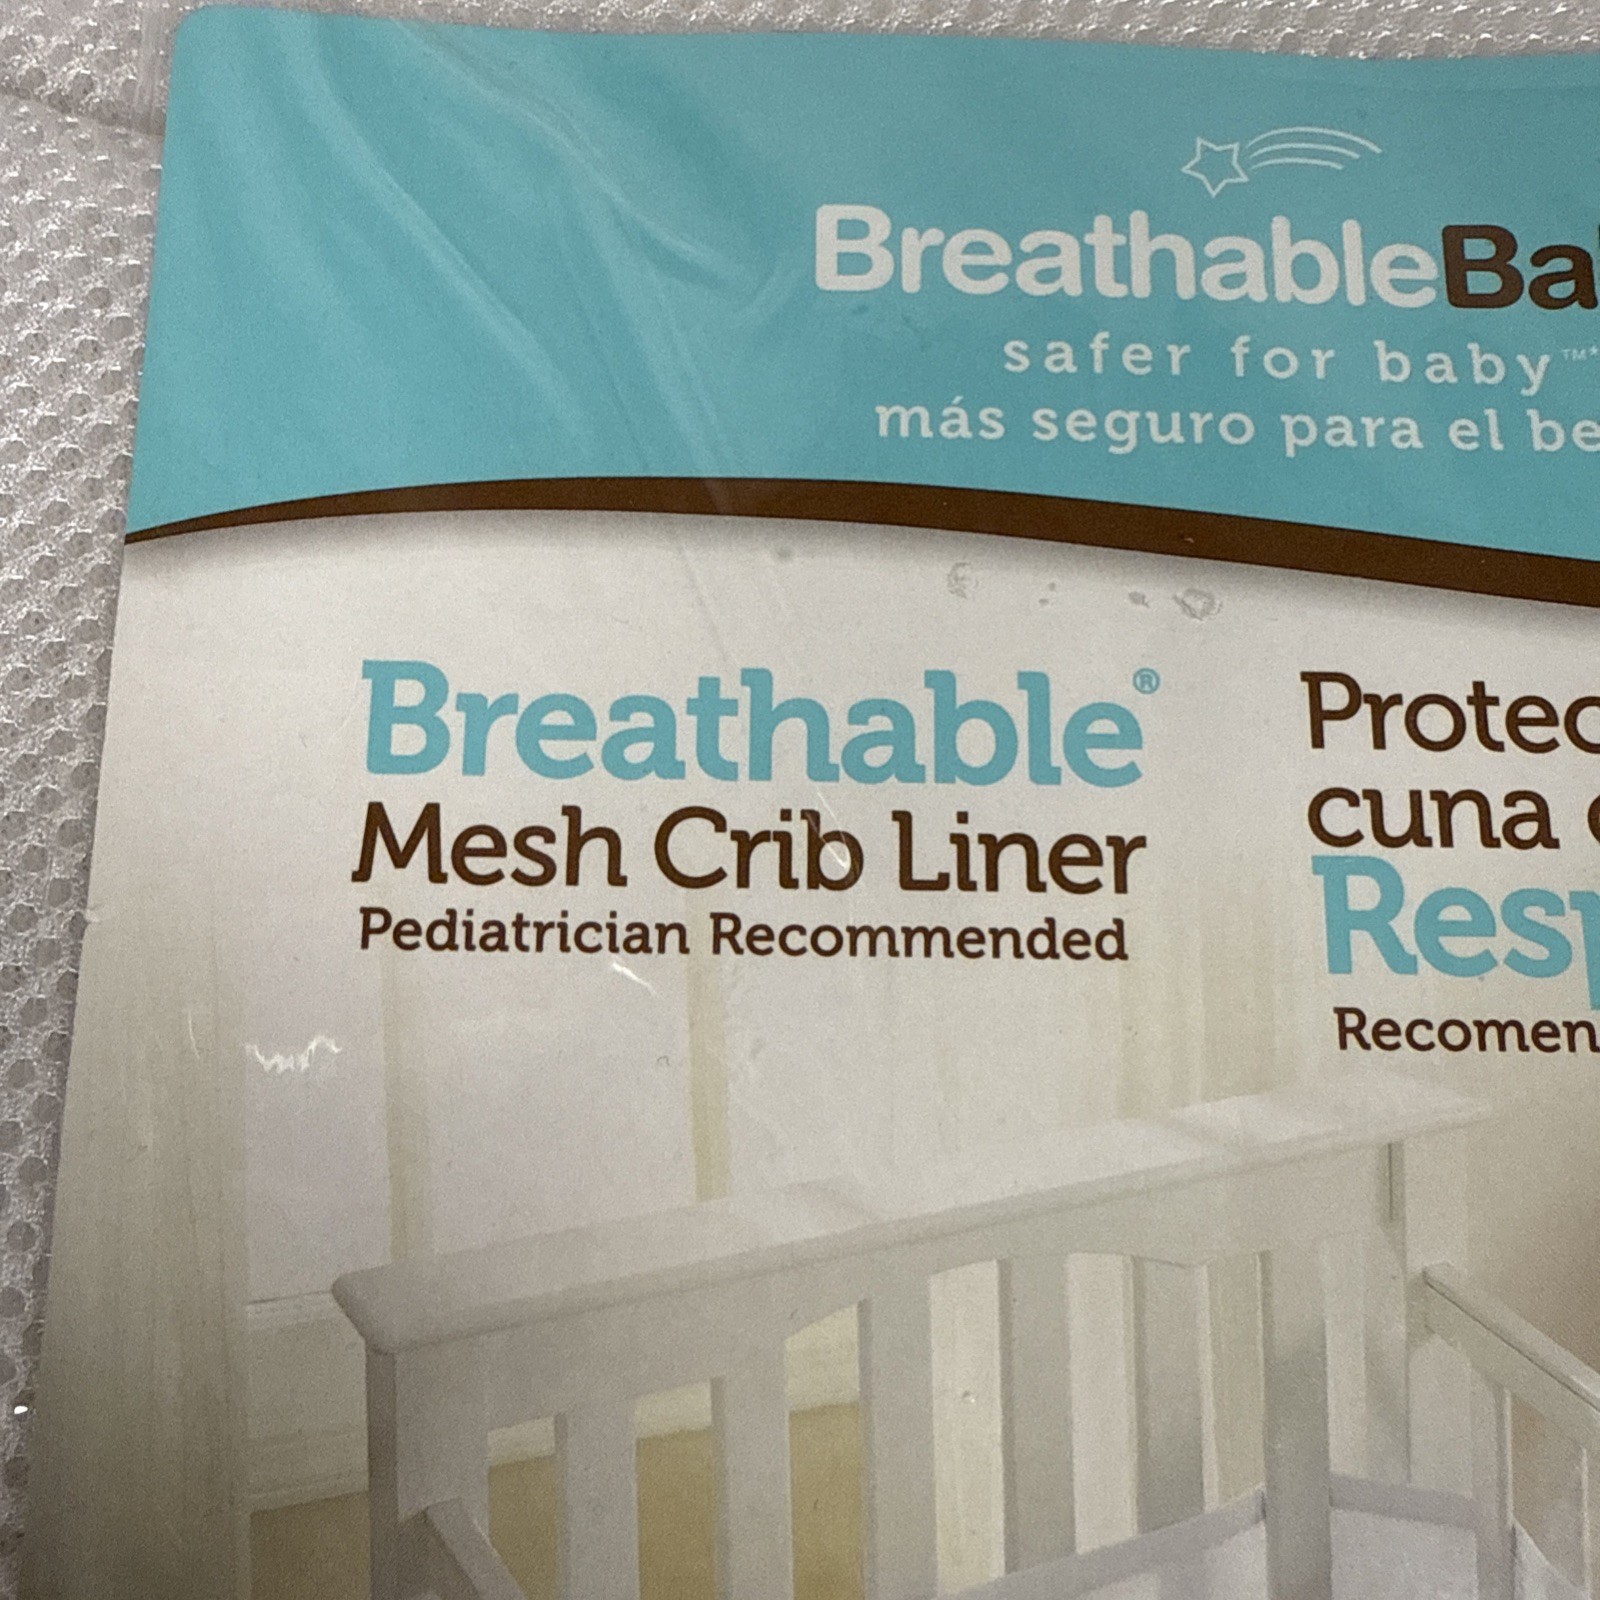 BreathableBa
safer for baby™*
más seguro para el be
Breathable®
Mesh Crib Liner
Pediatrician Recommended
Protec
cuna
Resp
Recomen